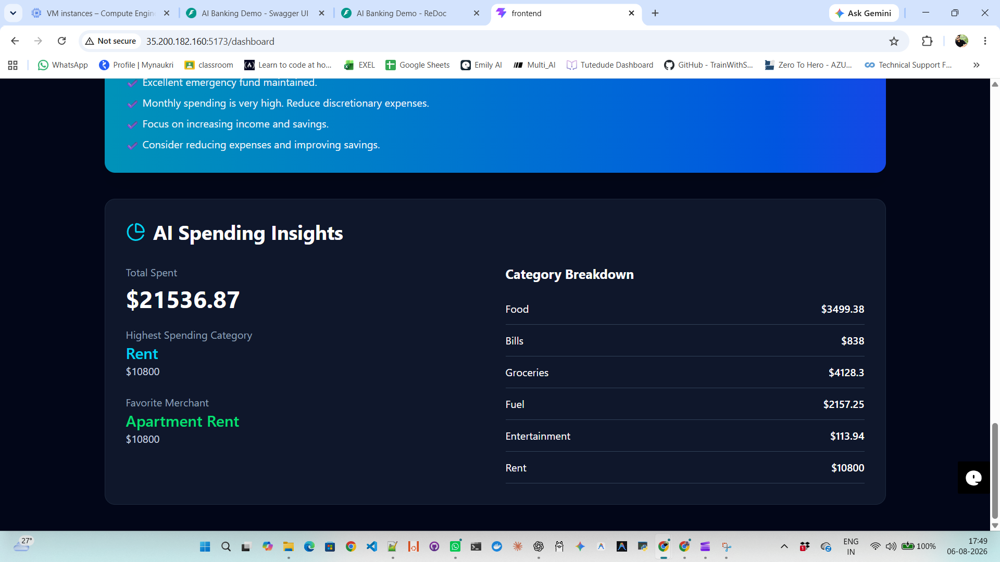 VM instances – Compute Engin
AI Banking Demo - Swagger UI
AI Banking Demo - ReDoc
frontend
Ask Gemini
Not secure
35.200.182.160:5173/dashboard
WhatsApp
Profile | Mynaukri
classroom
Learn to code at ho...
EXEL
Google Sheets
Emily AI
Multi_AI
Tutedude Dashboard
GitHub - TrainWithS...
Zero To Hero - AZU...
Technical Support F...
Excellent emergency fund maintained.
Monthly spending is very high. Reduce discretionary expenses.
Focus on increasing income and savings.
Consider reducing expenses and improving savings.
AI Spending Insights
Total Spent
$21536.87
Highest Spending Category
Rent
$10800
Favorite Merchant
Apartment Rent
$10800
Category Breakdown
Food $3499.38
Bills $838
Groceries $4128.3
Fuel $2157.25
Entertainment $113.94
Rent $10800
27°
ENG
IN
100%
17:49
06-08-2026